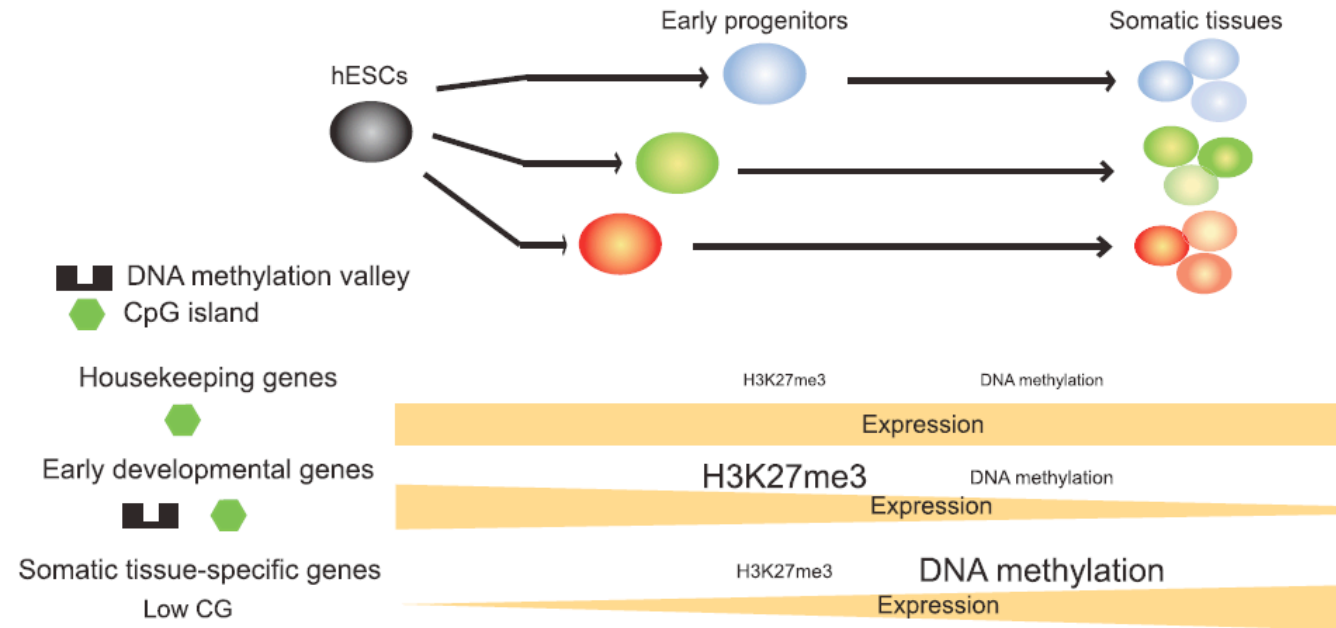 Early progenitors
Somatic tissues
hESCs
DNA methylation valley
CpG island
Housekeeping genes
H3K27me3
DNA methylation
Expression
Early developmental genes
H3K27me3
DNA methylation
Expression
Somatic tissue-specific genes
Low CG
H3K27me3
DNA methylation
Expression